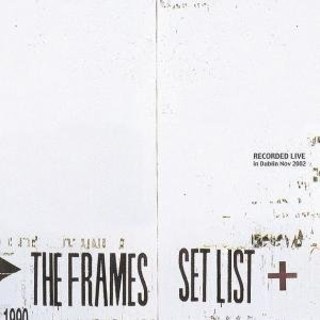 RECORDED LIVE
in Dublin Nov 2002
THE FRAMES SET LIST +
1990